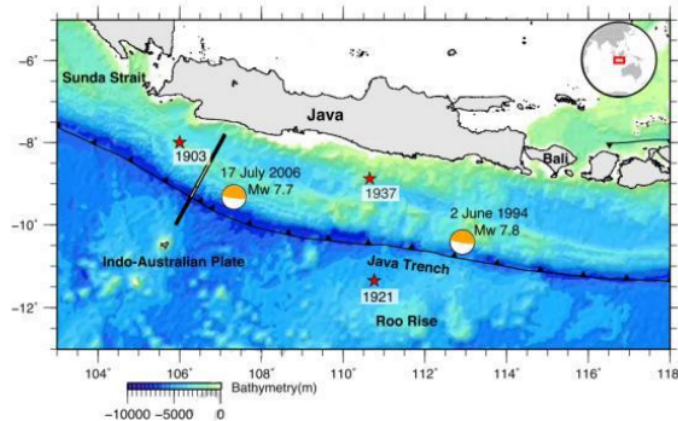 −6°
−8°
−10°
−12°
Sunda Strait
Java
Bali
1903
17 July 2006
Mw 7.7
1937
2 June 1994
Mw 7.8
Indo-Australian Plate
Java Trench
1921
Roo Rise
104° 106° 108° 110° 112° 114° 116° 118
Bathymetry(m)
−10000 −5000 0